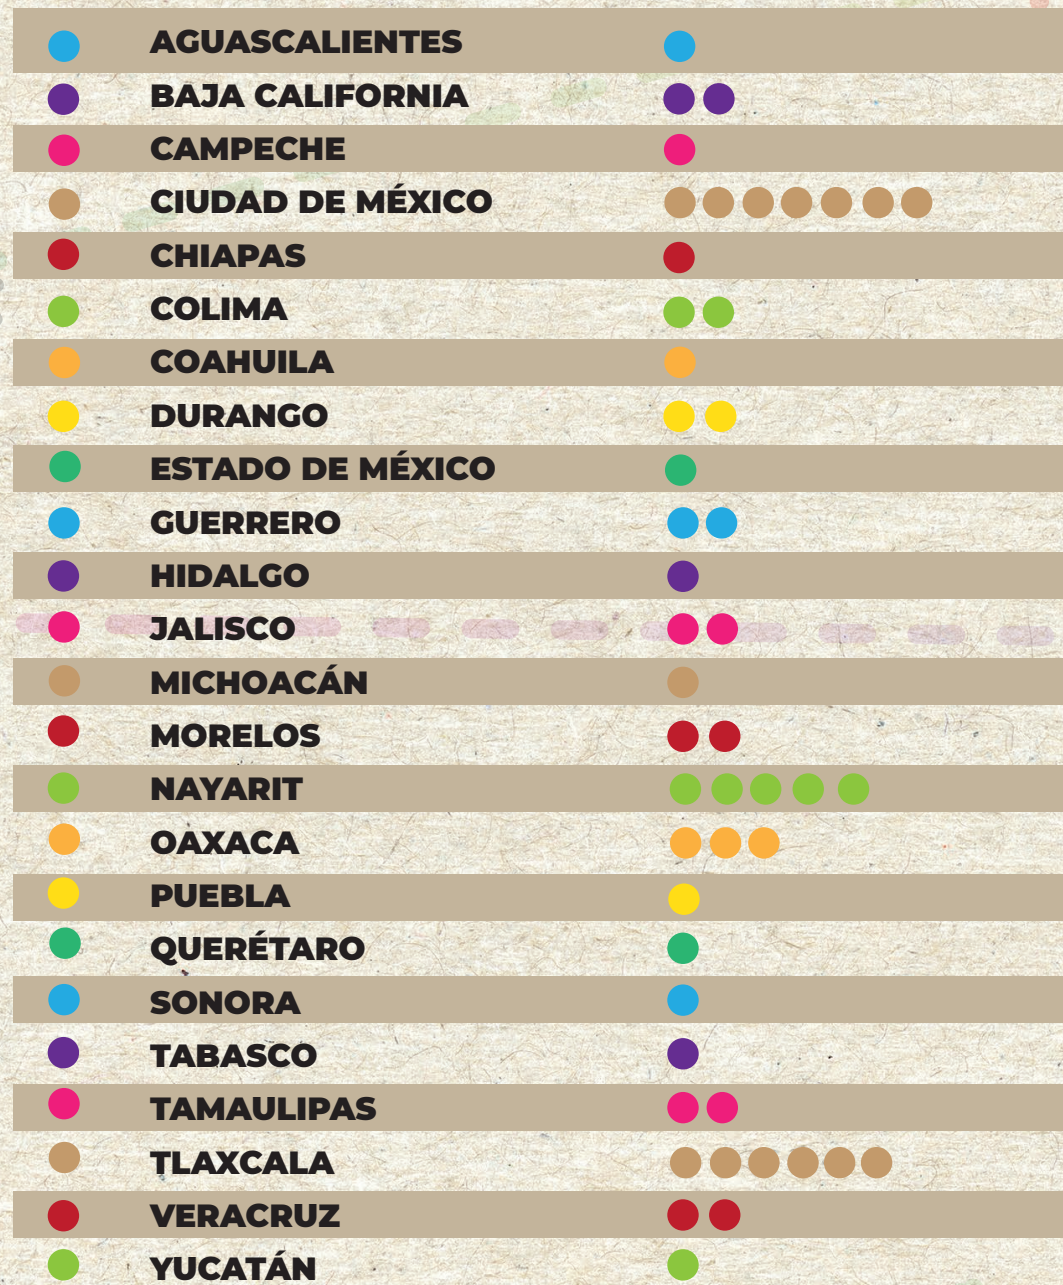 AGUASCALIENTES
BAJA CALIFORNIA
CAMPECHE
CIUDAD DE MÉXICO
CHIAPAS
COLIMA
COAHUILA
DURANGO
ESTADO DE MÉXICO
GUERRERO
HIDALGO
JALISCO
MICHOACÁN
MORELOS
NAYARIT
OAXACA
PUEBLA
QUERÉTARO
SONORA
TABASCO
TAMAULIPAS
TLAXCALA
VERACRUZ
YUCATÁN